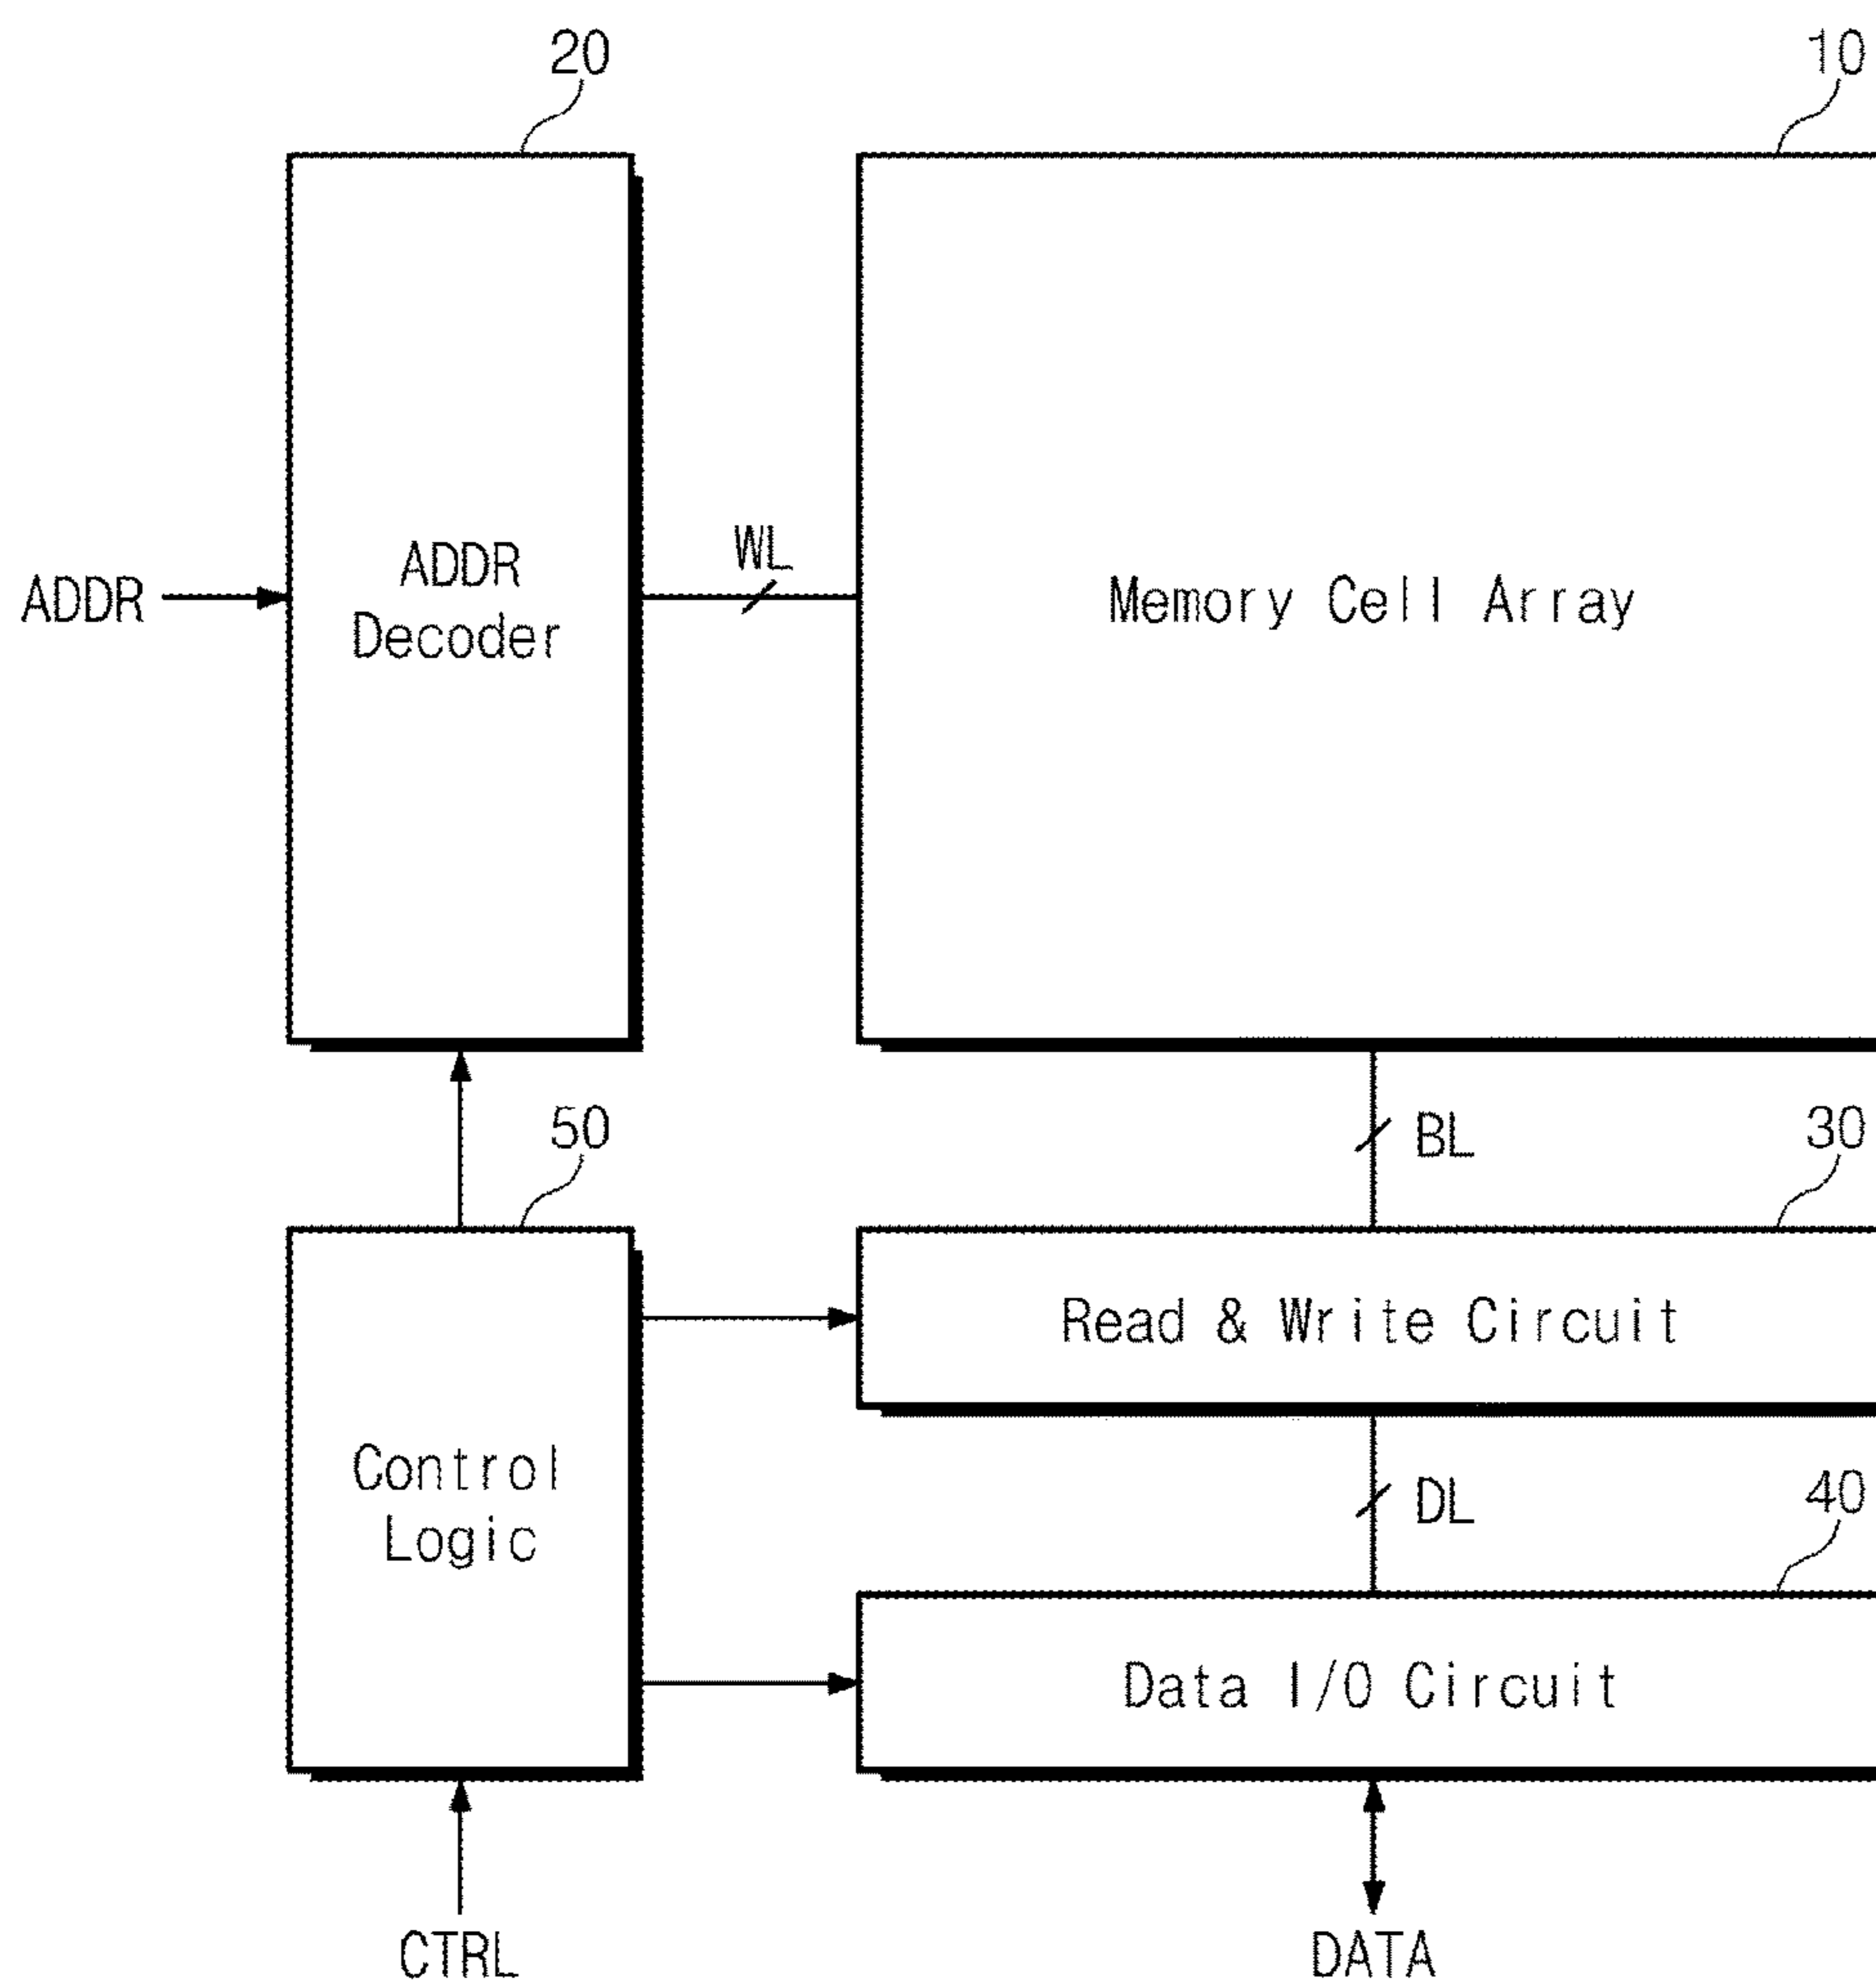 20
10
ADDR
ADDR
Decoder
WL
Memory Cell Array
50
BL
30
Read & Write Circuit
Control
Logic
DL
40
Data I/O Circuit
CTRL
DATA